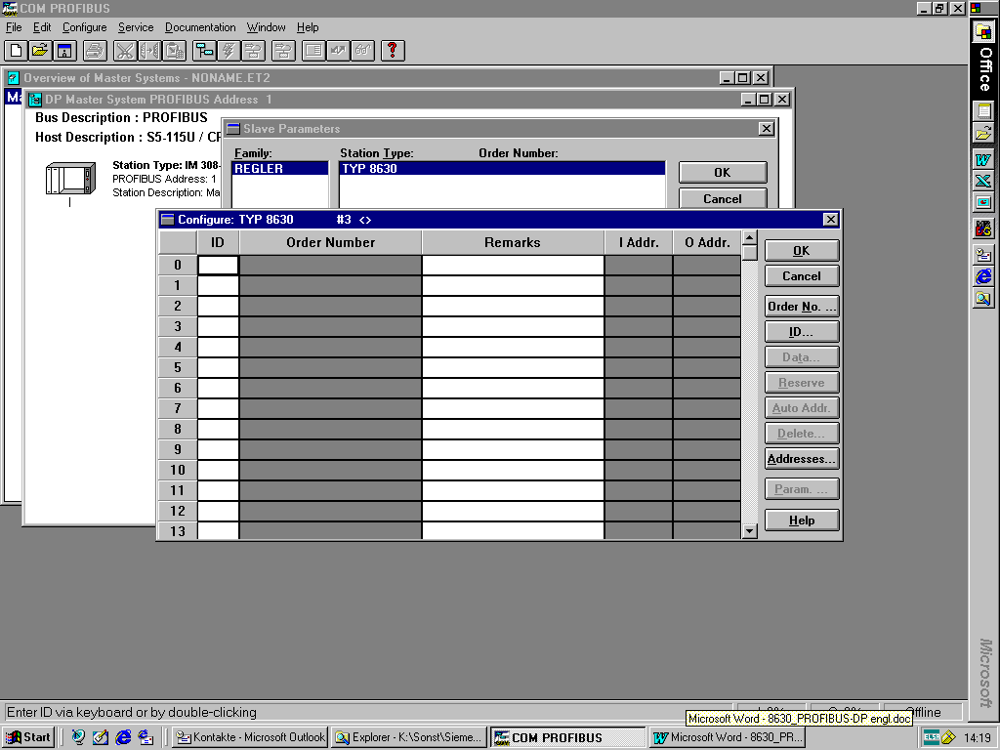 COM PROFIBUS
File Edit Configure Service Documentation Window Help
Overview of Master Systems - NONAME.ET2
Ma
DP Master System PROFIBUS Address 1
Bus Description : PROFIBUS
Host Description : S5-115U / CP
Station Type: IM 308-
PROFIBUS Address: 1
Station Description: Ma
Slave Parameters
Family: Station Type: Order Number:
REGLER TYP 8630
OK
Cancel
Configure: TYP 8630 #3 <>
ID Order Number Remarks I Addr. O Addr.
0
1
2
3
4
5
6
7
8
9
10
11
12
13
OK
Cancel
Order No. ...
ID...
Data...
Reserve
Auto Addr.
Delete...
Addresses...
Param. ...
Help
Office
Microsoft
Enter ID via keyboard or by double-clicking
Offline
Microsoft Word - 8630_PROFIBUS-DP engl.doc
Start
Kontakte - Microsoft Outlook
Explorer - K:\Sonst\Sieme...
COM PROFIBUS
Microsoft Word - 8630_PR...
ELSA
14:19